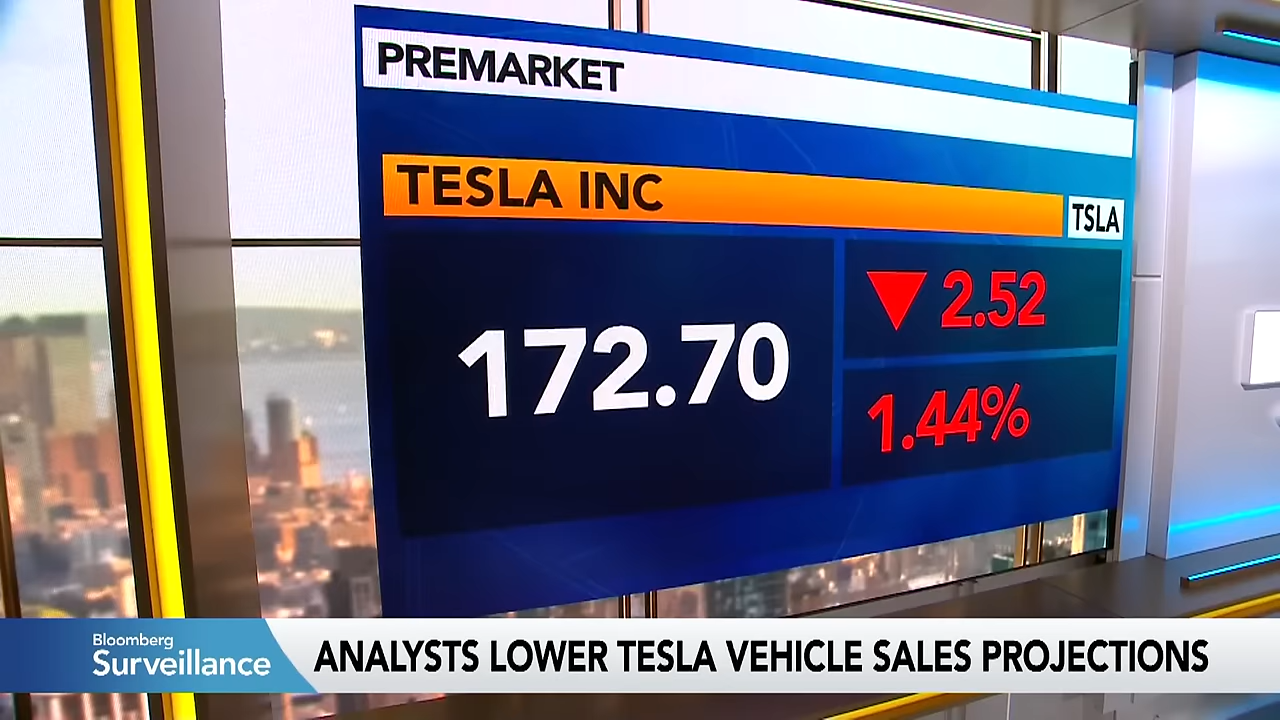 PREMARKET
TESLA INC
TSLA
172.70
▼ 2.52
1.44%
Bloomberg
Surveillance
ANALYSTS LOWER TESLA VEHICLE SALES PROJECTIONS